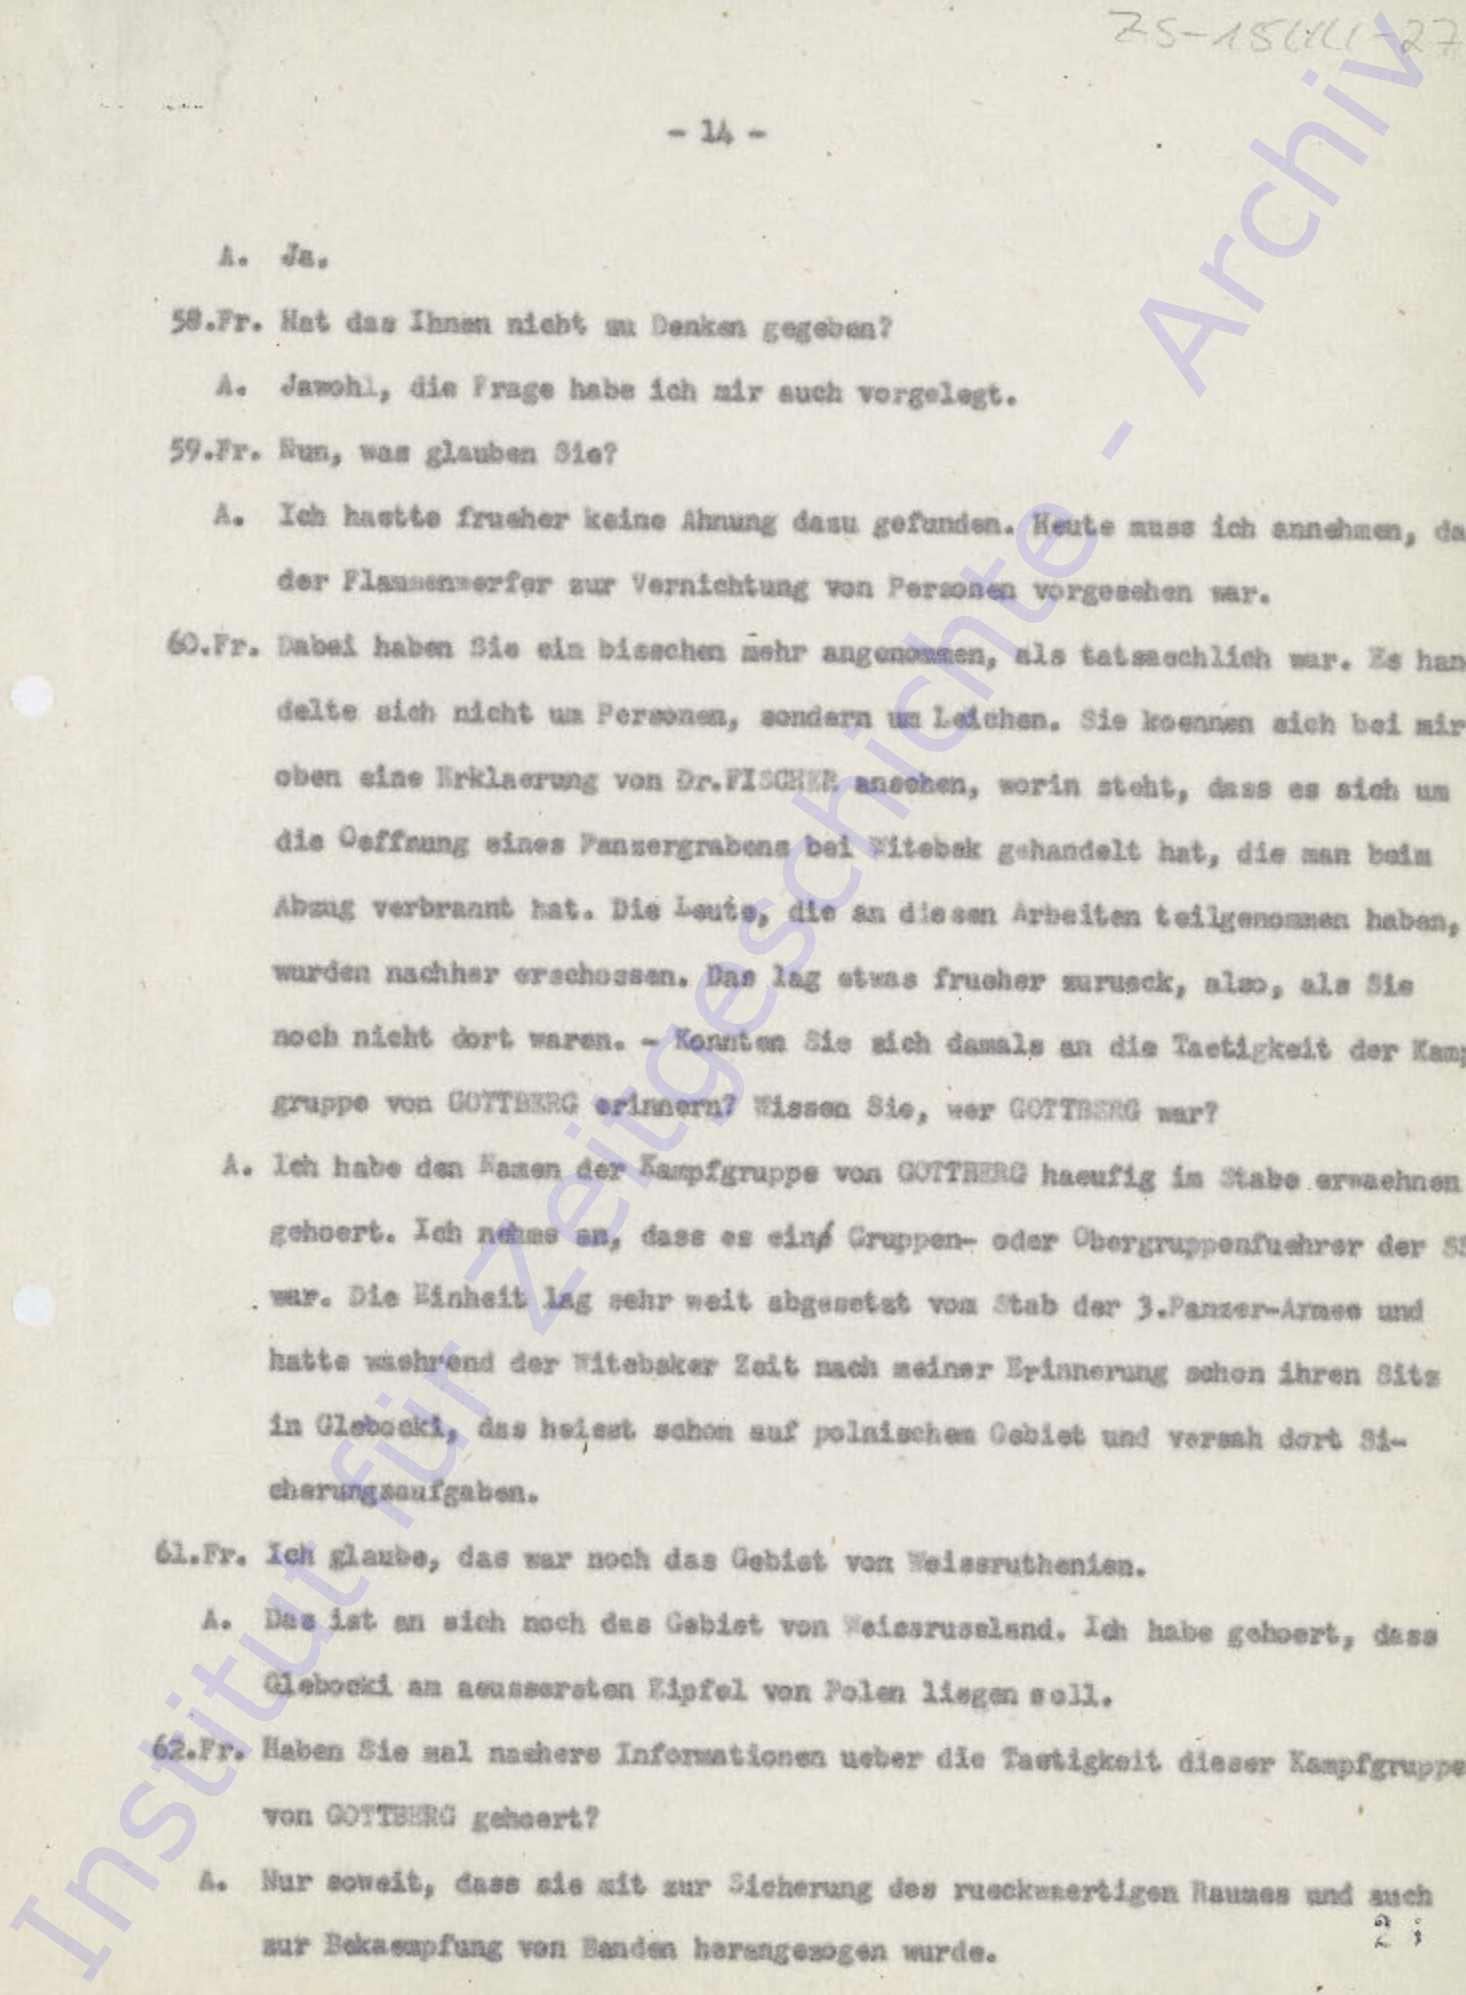 ZS-1544-27
- 14 -
A. Ja.
58.Fr. Hat das Ihnen nicht zu Denken gegeben?
A. Jawohl, die Frage habe ich mir auch vorgelegt.
59.Fr. Nun, was glauben Sie?
A. Ich haette frueher keine Ahnung dazu gefunden. Heute muss ich annehmen, da
der Flammenwerfer zur Vernichtung von Personen vorgesehen war.
60.Fr. Dabei haben Sie ein bisschen mehr angenommen, als tatsaechlich war. Es han
delte sich nicht um Personen, sondern um Leichen. Sie koennen sich bei mir
oben eine Erklaerung von Dr.FISCHER ansehen, worin steht, dass es sich um
die Oeffnung eines Panzergrabens bei Witebsk gehandelt hat, die man beim
Abzug verbrannt hat. Die Leute, die an diesen Arbeiten teilgenommen haben,
wurden nachher erschossen. Das lag etwas frueher zurueck, also, als Sie
noch nicht dort waren. - Konnten Sie sich damals an die Taetigkeit der Kamp
gruppe von GOTTBERG erinnern? Wissen Sie, wer GOTTBERG war?
A. Ich habe den Namen der Kampfgruppe von GOTTBERG haeufig im Stabe erwaehnen
gehoert. Ich nehme an, dass es ein Gruppen- oder Obergruppenfuehrer der SS
war. Die Einheit lag sehr weit abgesetzt vom Stab der 3.Panzer-Armee und
hatte waehrend der Witebsker Zeit nach meiner Erinnerung schon ihren Sitz
in Glebocki, das heisst schon auf polnischem Gebiet und versah dort Si-
cherungsaufgaben.
61.Fr. Ich glaube, das war noch das Gebiet von Weissruthenien.
A. Das ist an sich noch das Gebiet von Weissrussland. Ich habe gehoert, dass
Glebocki am aeussersten Zipfel von Polen liegen soll.
62.Fr. Haben Sie mal naehere Informationen ueber die Taetigkeit dieser Kampfgruppe
von GOTTBERG gehoert?
A. Nur soweit, dass sie mit zur Sicherung des rueckwaertigen Raumes und auch
zur Bekaempfung von Banden herangezogen wurde.
Institut für Zeitgeschichte - Archiv